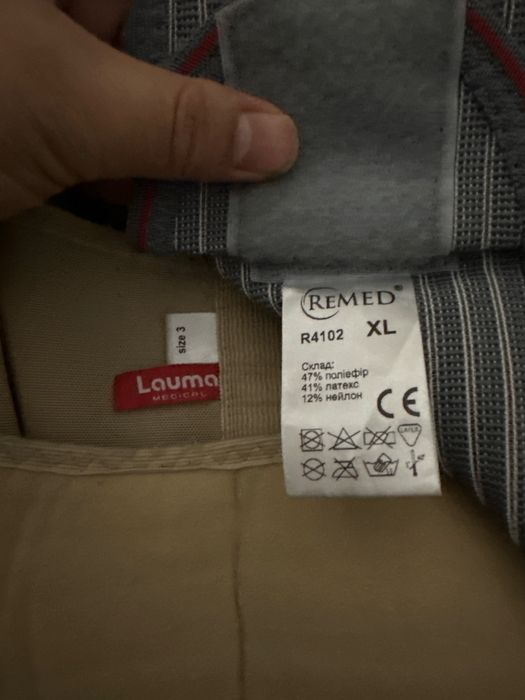 REMED®
R4102 XL
Склад:
47% поліефір
41% латекс
12% нейлон
CE
LATEX
size 3
Lauma
MEDICAL